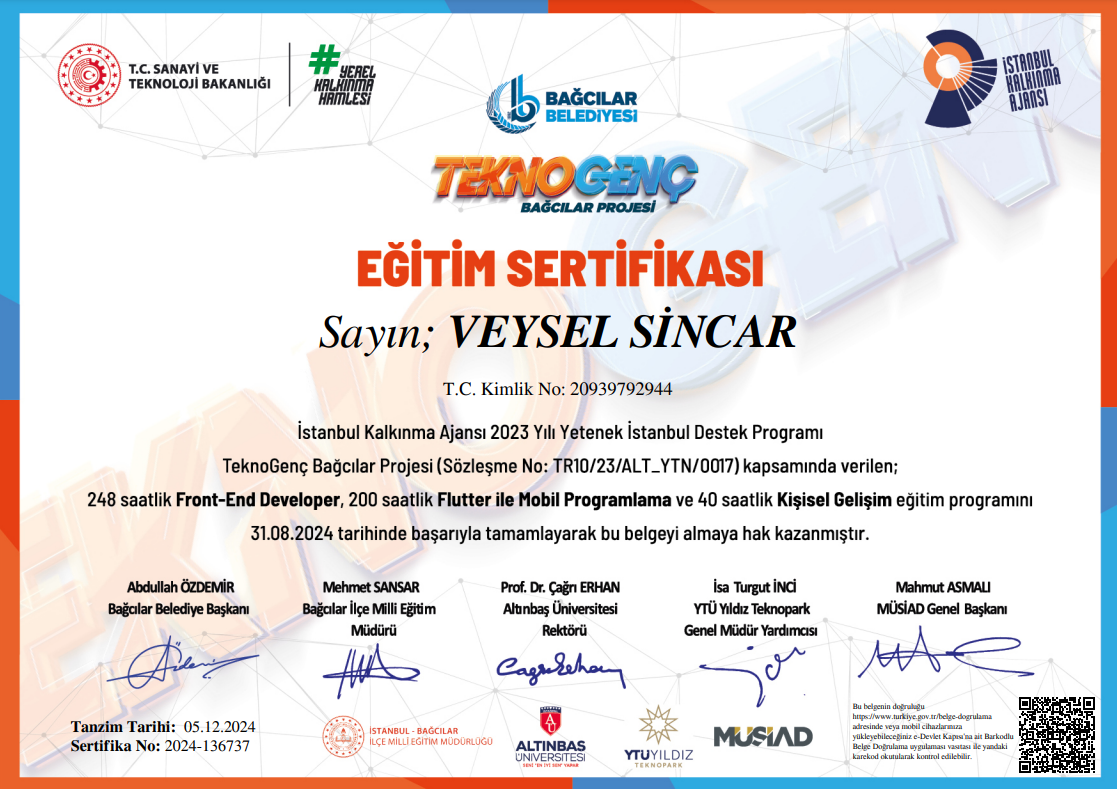 T.C. SANAYİ VE
TEKNOLOJİ BAKANLIĞI
#YEREL
KALKINMA
HAMLESİ
BAĞCILAR
BELEDİYESİ
İSTANBUL
KALKINMA
AJANSI
TEKNOGENÇ
BAĞCILAR PROJESİ
EĞİTİM SERTİFİKASI
Sayın; VEYSEL SİNCAR
T.C. Kimlik No: 20939792944
İstanbul Kalkınma Ajansı 2023 Yılı Yetenek İstanbul Destek Programı
TeknoGenç Bağcılar Projesi (Sözleşme No: TR10/23/ALT_YTN/0017) kapsamında verilen;
248 saatlik Front-End Developer, 200 saatlik Flutter ile Mobil Programlama ve 40 saatlik Kişisel Gelişim eğitim programını
31.08.2024 tarihinde başarıyla tamamlayarak bu belgeyi almaya hak kazanmıştır.
Abdullah ÖZDEMİR
Bağcılar Belediye Başkanı
Mehmet SANSAR
Bağcılar İlçe Milli Eğitim
Müdürü
Prof. Dr. Çağrı ERHAN
Altınbaş Üniversitesi
Rektörü
İsa Turgut İNCİ
YTÜ Yıldız Teknopark
Genel Müdür Yardımcısı
Mahmut ASMALI
MÜSİAD Genel Başkanı
Tanzim Tarihi: 05.12.2024
Sertifika No: 2024-136737
İSTANBUL - BAĞCILAR
İLÇE MİLLİ EĞİTİM MÜDÜRLÜĞÜ
ALTINBAŞ
ÜNİVERSİTESİ
SENİ "EN İYİ SEN" YAPAR
YTÜYILDIZ
TEKNOPARK
MÜSİAD
Bu belgenin doğruluğu
https://www.turkiye.gov.tr/belge-dogrulama
adresinde veya mobil cihazlarınıza
yükleyebileceğiniz e-Devlet Kapısı'na ait Barkodlu
Belge Doğrulama uygulaması vasıtası ile yandaki
karekod okutularak kontrol edilebilir.